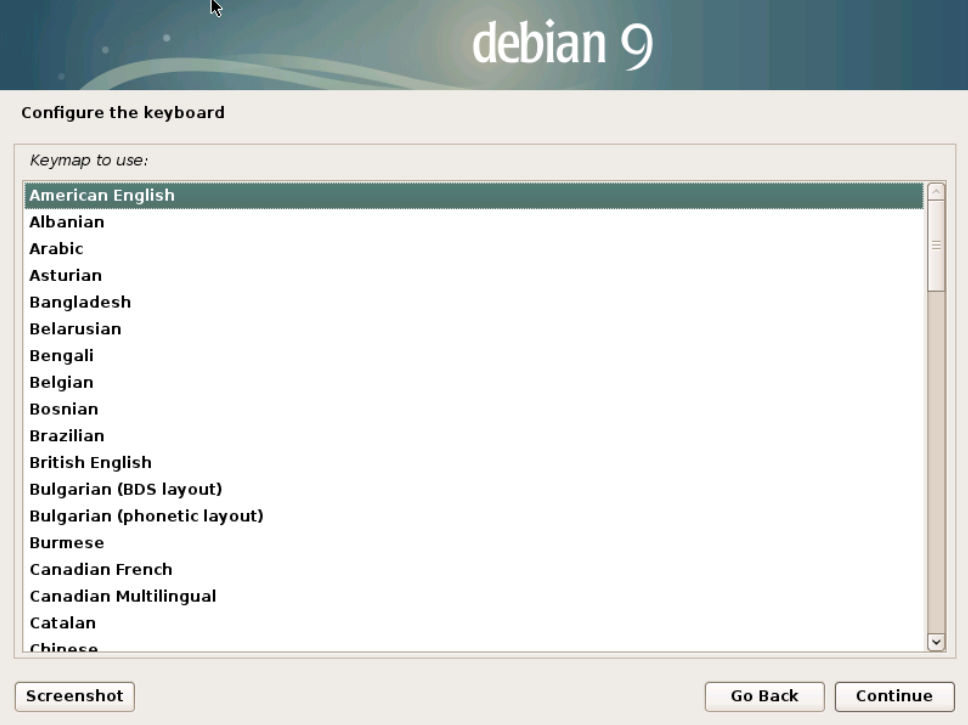 debian 9
Configure the keyboard
Keymap to use:
American English
Albanian
Arabic
Asturian
Bangladesh
Belarusian
Bengali
Belgian
Bosnian
Brazilian
British English
Bulgarian (BDS layout)
Bulgarian (phonetic layout)
Burmese
Canadian French
Canadian Multilingual
Catalan
Chinese
Screenshot
Go Back
Continue